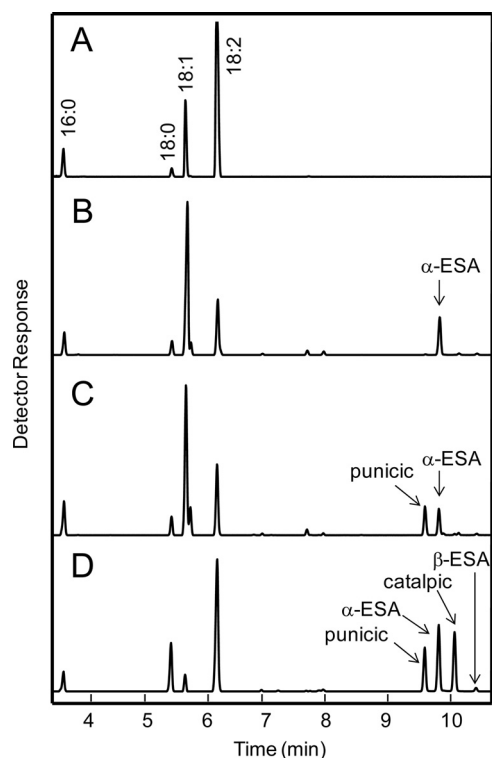 A
16:0
18:0
18:1
18:2
B
α-ESA
C
punicic
α-ESA
D
β-ESA
catalpic
α-ESA
punicic
Detector Response
4 5 6 7 8 9 10
Time (min)